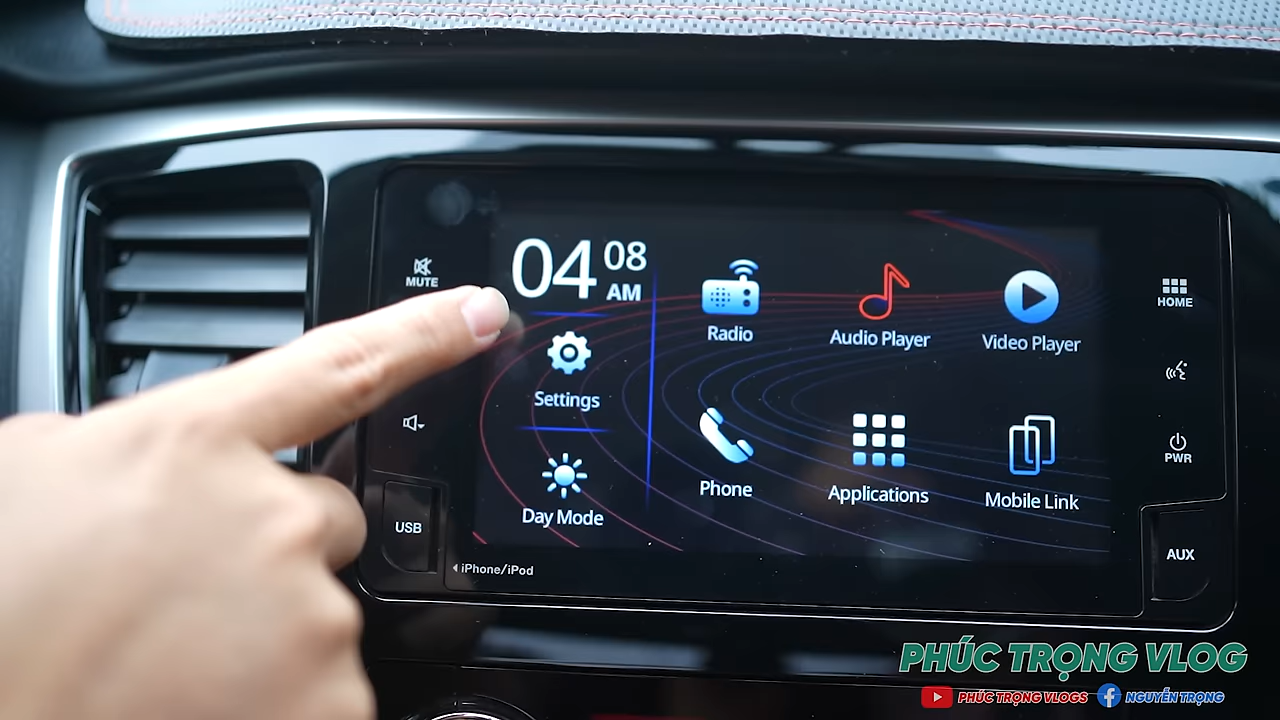 MUTE
04 08
AM
Settings
Day Mode
Radio
Audio Player
Video Player
Phone
Applications
Mobile Link
HOME
PWR
USB
iPhone/iPod
AUX
PHÚC TRỌNG VLOG
PHÚC TRỌNG VLOGS
NGUYỄN TRỌNG